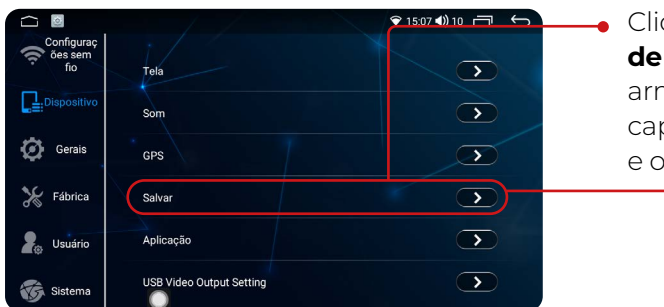 15:07 10
Configuraç
ões sem
fio
Dispositivo
Gerais
Fábrica
Usuário
Sistema
Tela
Som
GPS
Salvar
Aplicação
USB Video Output Setting
Clic
de
arm
cap
e o